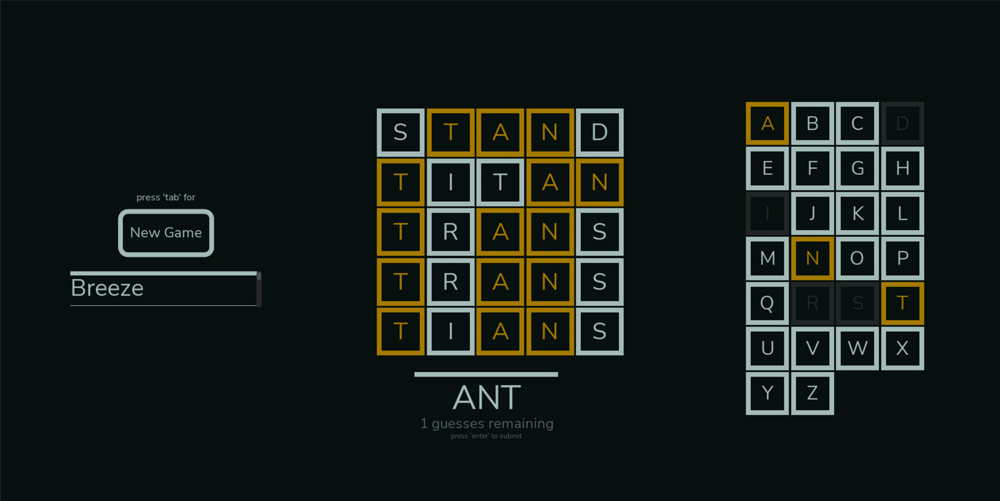 press 'tab' for
New Game
Breeze
S T A N D
T I T A N
T R A N S
T R A N S
T I A N S
ANT
1 guesses remaining
press 'enter' to submit
A B C D
E F G H
I J K L
M N O P
Q R S T
U V W X
Y Z